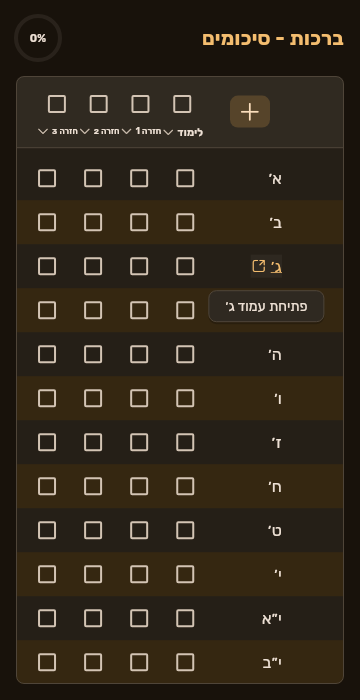 ברכות - סיכומים
0%
לימוד
חזרה 1
חזרה 2
חזרה 3
א׳
ב׳
ג׳
פתיחת עמוד ג׳
ה׳
ו׳
ז׳
ח׳
ט׳
י׳
י״א
י״ב